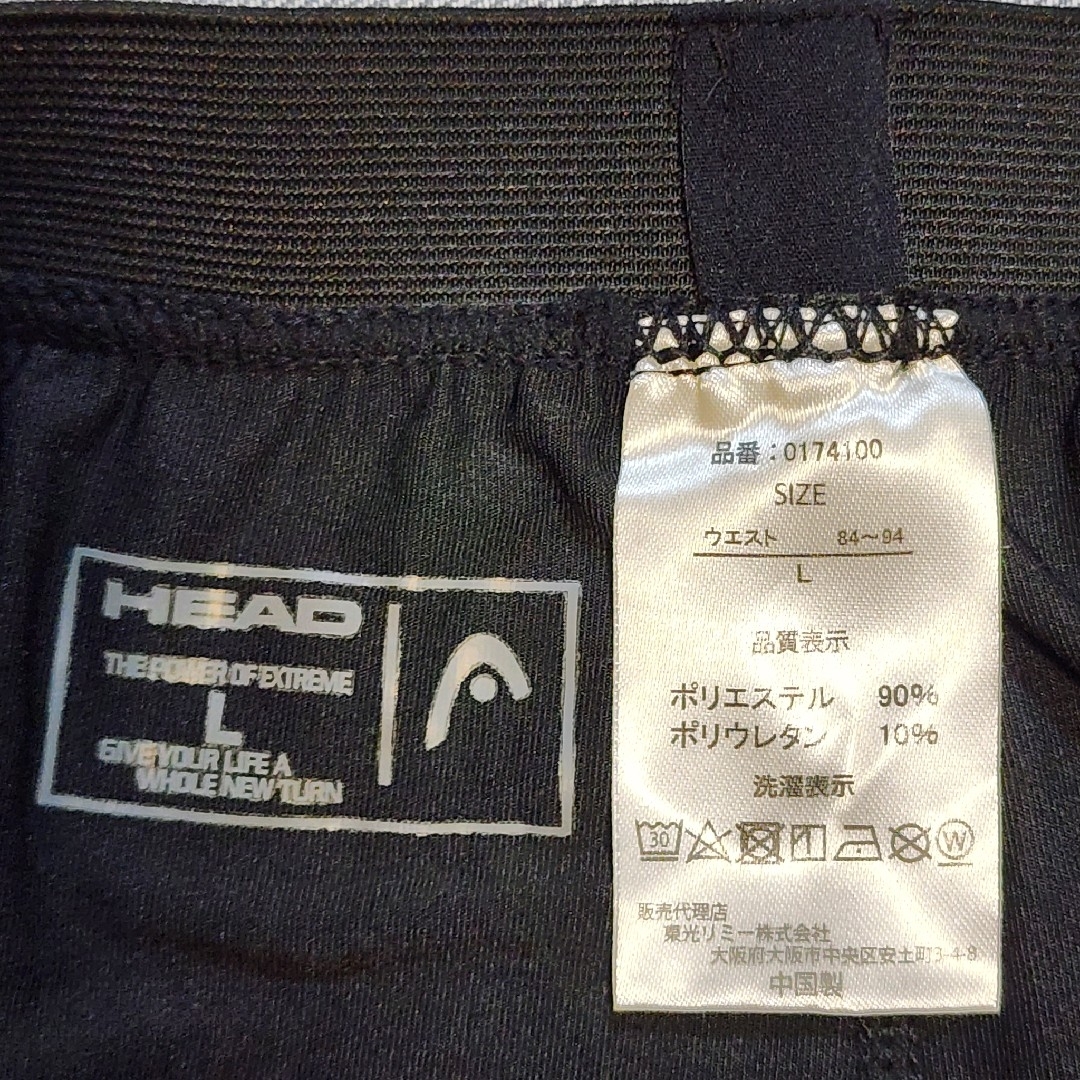 HEAD
THE POWER OF EXTREME
L
GIVE YOUR LIFE A
WHOLE NEW TURN
品番:0174100
SIZE
ウエスト 84〜94
L
品質表示
ポリエステル 90%
ポリウレタン 10%
洗濯表示
30 W
販売代理店
東光リミー株式会社
大阪府大阪市中央区安土町3-4-8
中国製